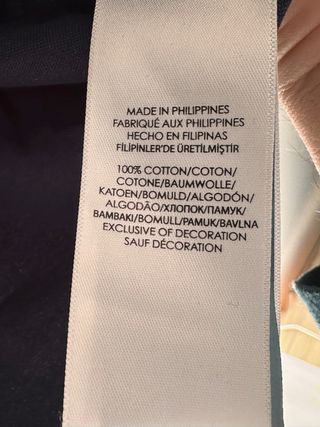 MADE IN PHILIPPINES
FABRIQUÉ AUX PHILIPPINES
HECHO EN FILIPINAS
FİLİPİNLER'DE ÜRETİLMİŞTİR
100% COTTON/COTON/
COTONE/BAUMWOLLE/
KATOEN/BOMULD/ALGODÓN/
ALGODÃO/ХЛОПОК/ПАМУК/
BAMBAKI/BOMULL/PAMUK/BAVLNA
EXCLUSIVE OF DECORATION
SAUF DÉCORATION